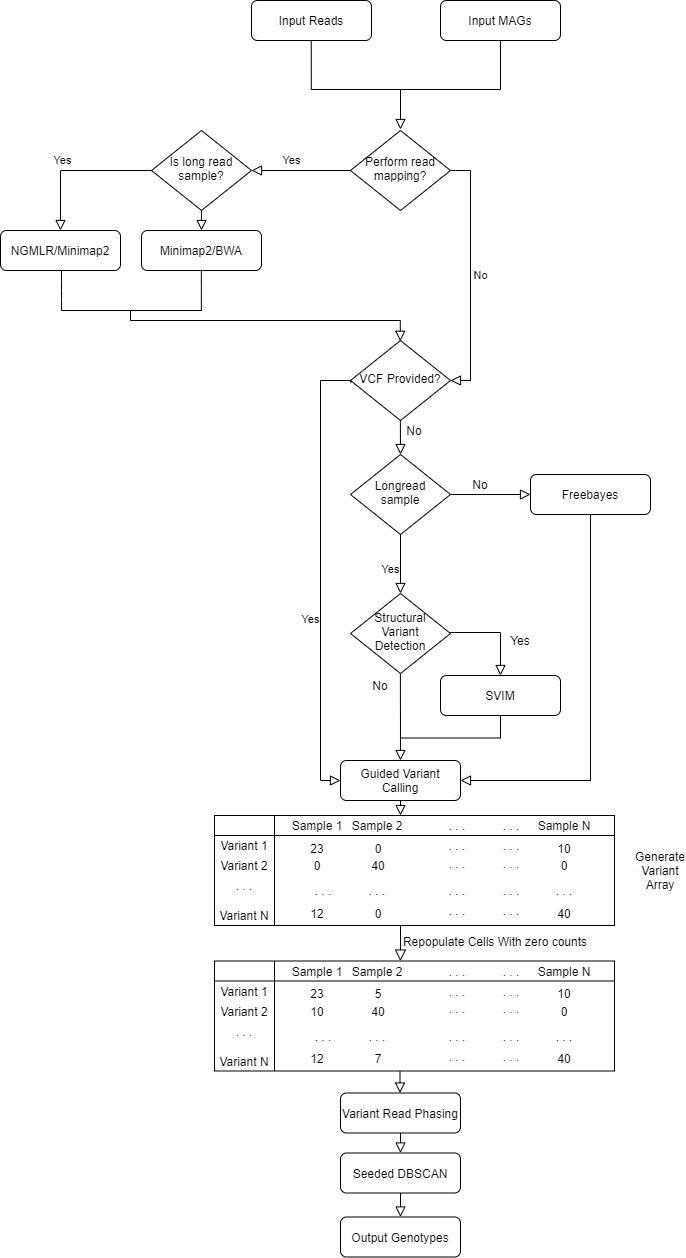 Input Reads
Input MAGs
Is long read
sample?
Perform read
mapping?
Yes
Yes
NGMLR/Minimap2
Minimap2/BWA
No
VCF Provided?
No
Longread
sample
No
Freebayes
Yes
Yes
Structural
Variant
Detection
Yes
No
SVIM
Guided Variant
Calling
Sample 1 Sample 2 . . . . . . Sample N
Variant 1 23 0 . . . . . . 10
Variant 2 0 40 . . . . . . 0
. . . . . . . . . . . . . . . . . .
Variant N 12 0 . . . . . . 40
Generate
Variant
Array
Repopulate Cells With zero counts
Sample 1 Sample 2 . . . . . . Sample N
Variant 1 23 5 . . . . . . 10
Variant 2 10 40 . . . . . . 0
. . . . . . . . . . . . . . . . . .
Variant N 12 7 . . . . . . 40
Variant Read Phasing
Seeded DBSCAN
Output Genotypes